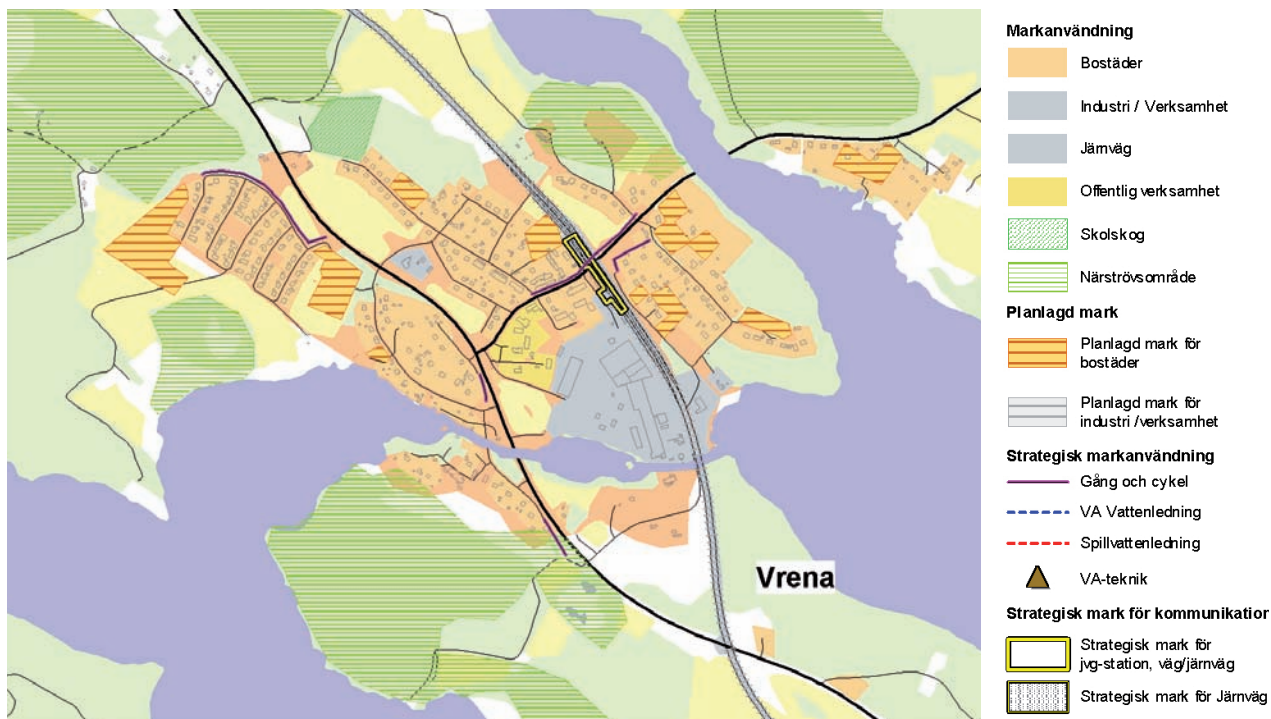 Markanvändning
Bostäder
Industri / Verksamhet
Järnväg
Offentlig verksamhet
Skolskog
Närströvsområde
Planlagd mark
Planlagd mark för
bostäder
Planlagd mark för
industri /verksamhet
Strategisk markanvändning
Gång och cykel
VA Vattenledning
Spillvattenledning
VA-teknik
Strategisk mark för kommunikation
Strategisk mark för
jvg-station, väg/järnväg
Strategisk mark för Järnväg
Vrena